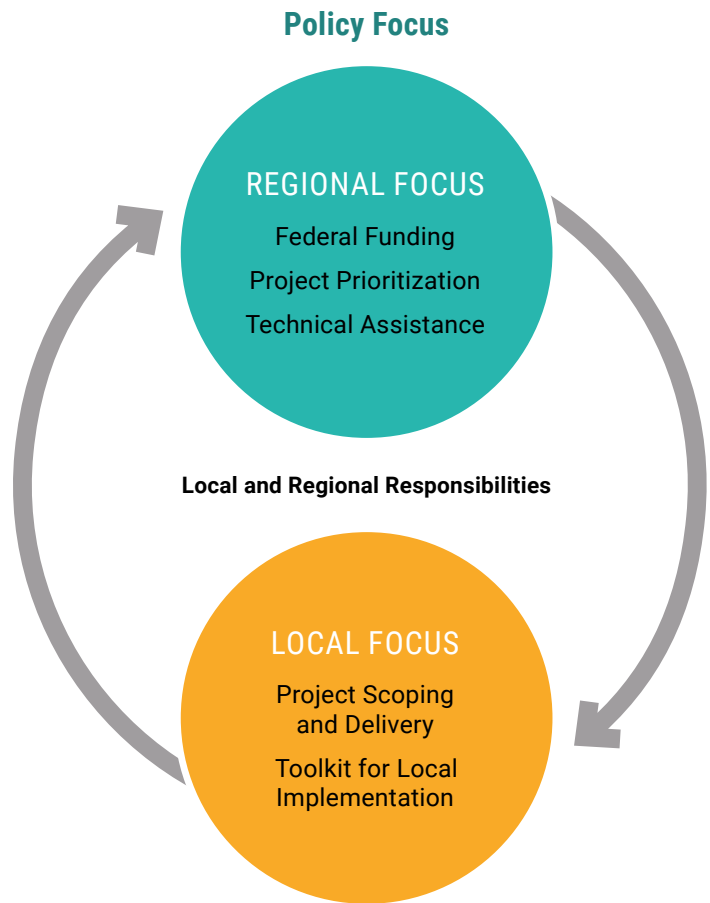 Policy Focus
REGIONAL FOCUS
Federal Funding
Project Prioritization
Technical Assistance
Local and Regional Responsibilities
LOCAL FOCUS
Project Scoping
and Delivery
Toolkit for Local
Implementation